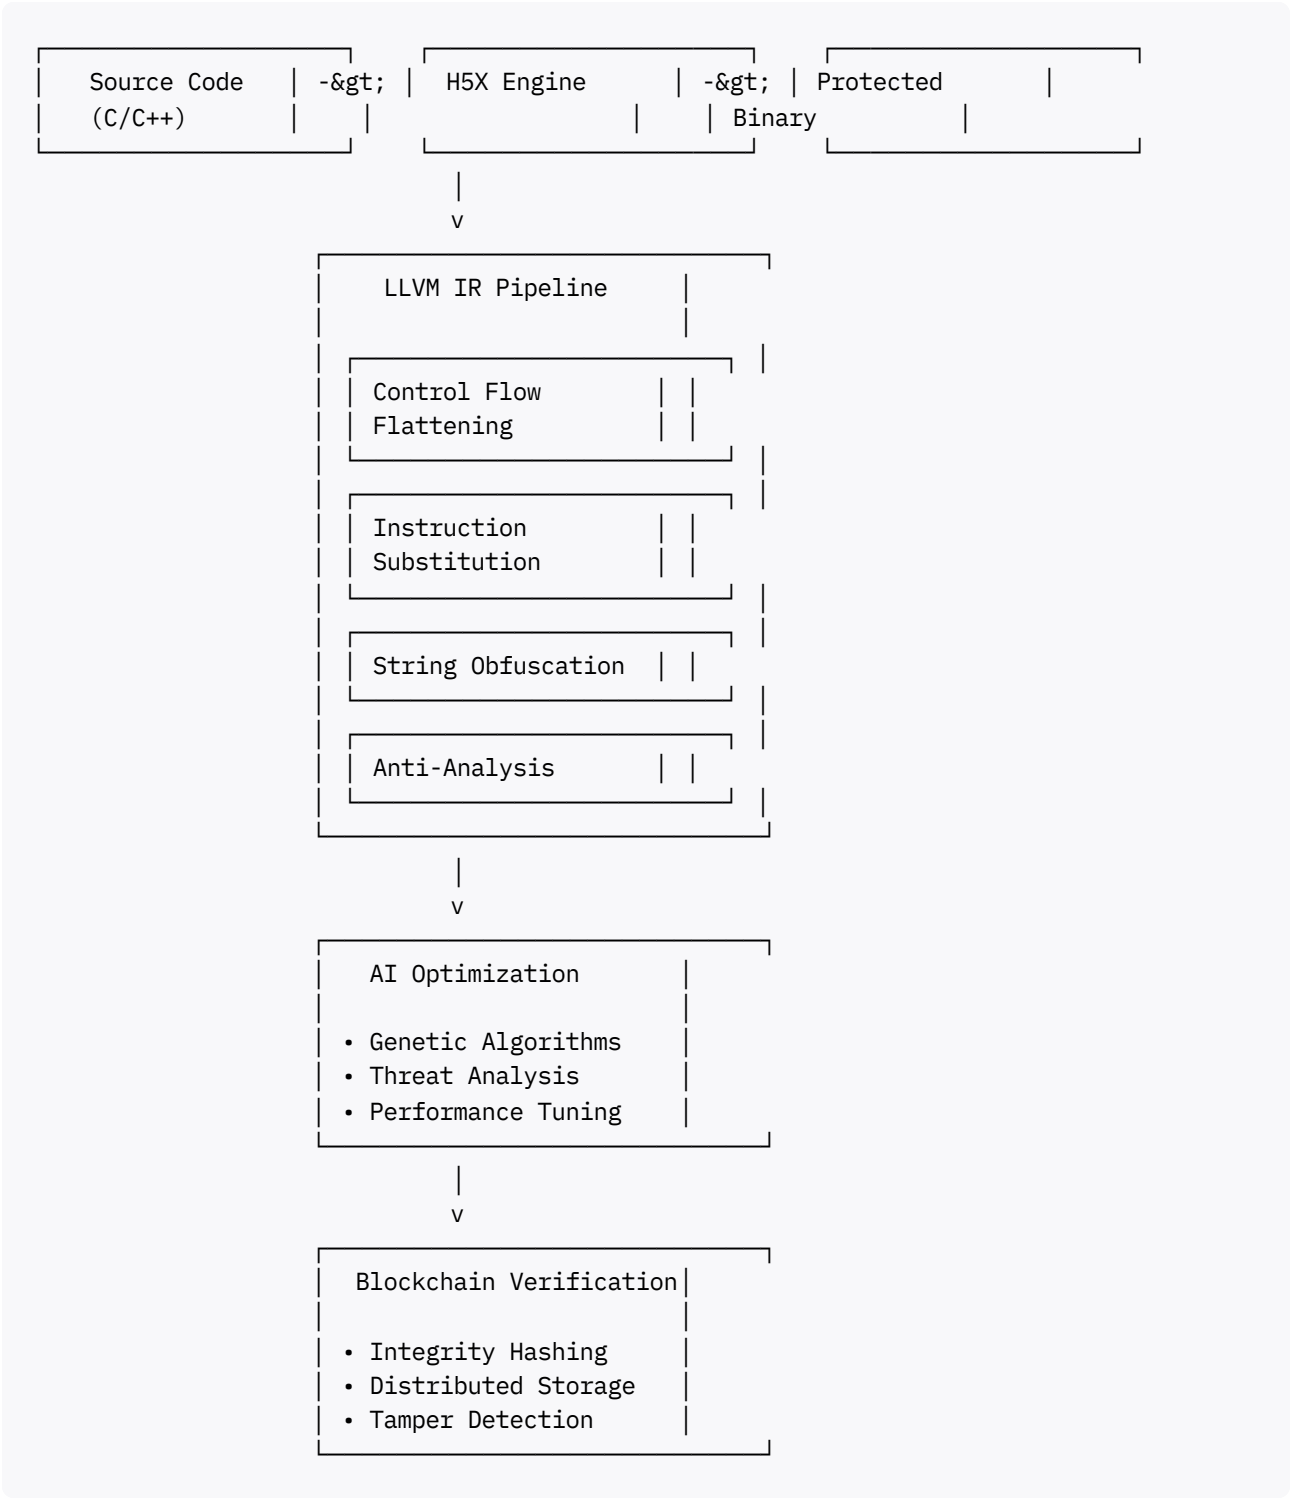 Source Code -&gt; H5X Engine -&gt; Protected
(C/C++) Binary
v
LLVM IR Pipeline
Control Flow
Flattening
Instruction
Substitution
String Obfuscation
Anti-Analysis
v
AI Optimization
• Genetic Algorithms
• Threat Analysis
• Performance Tuning
v
Blockchain Verification
• Integrity Hashing
• Distributed Storage
• Tamper Detection